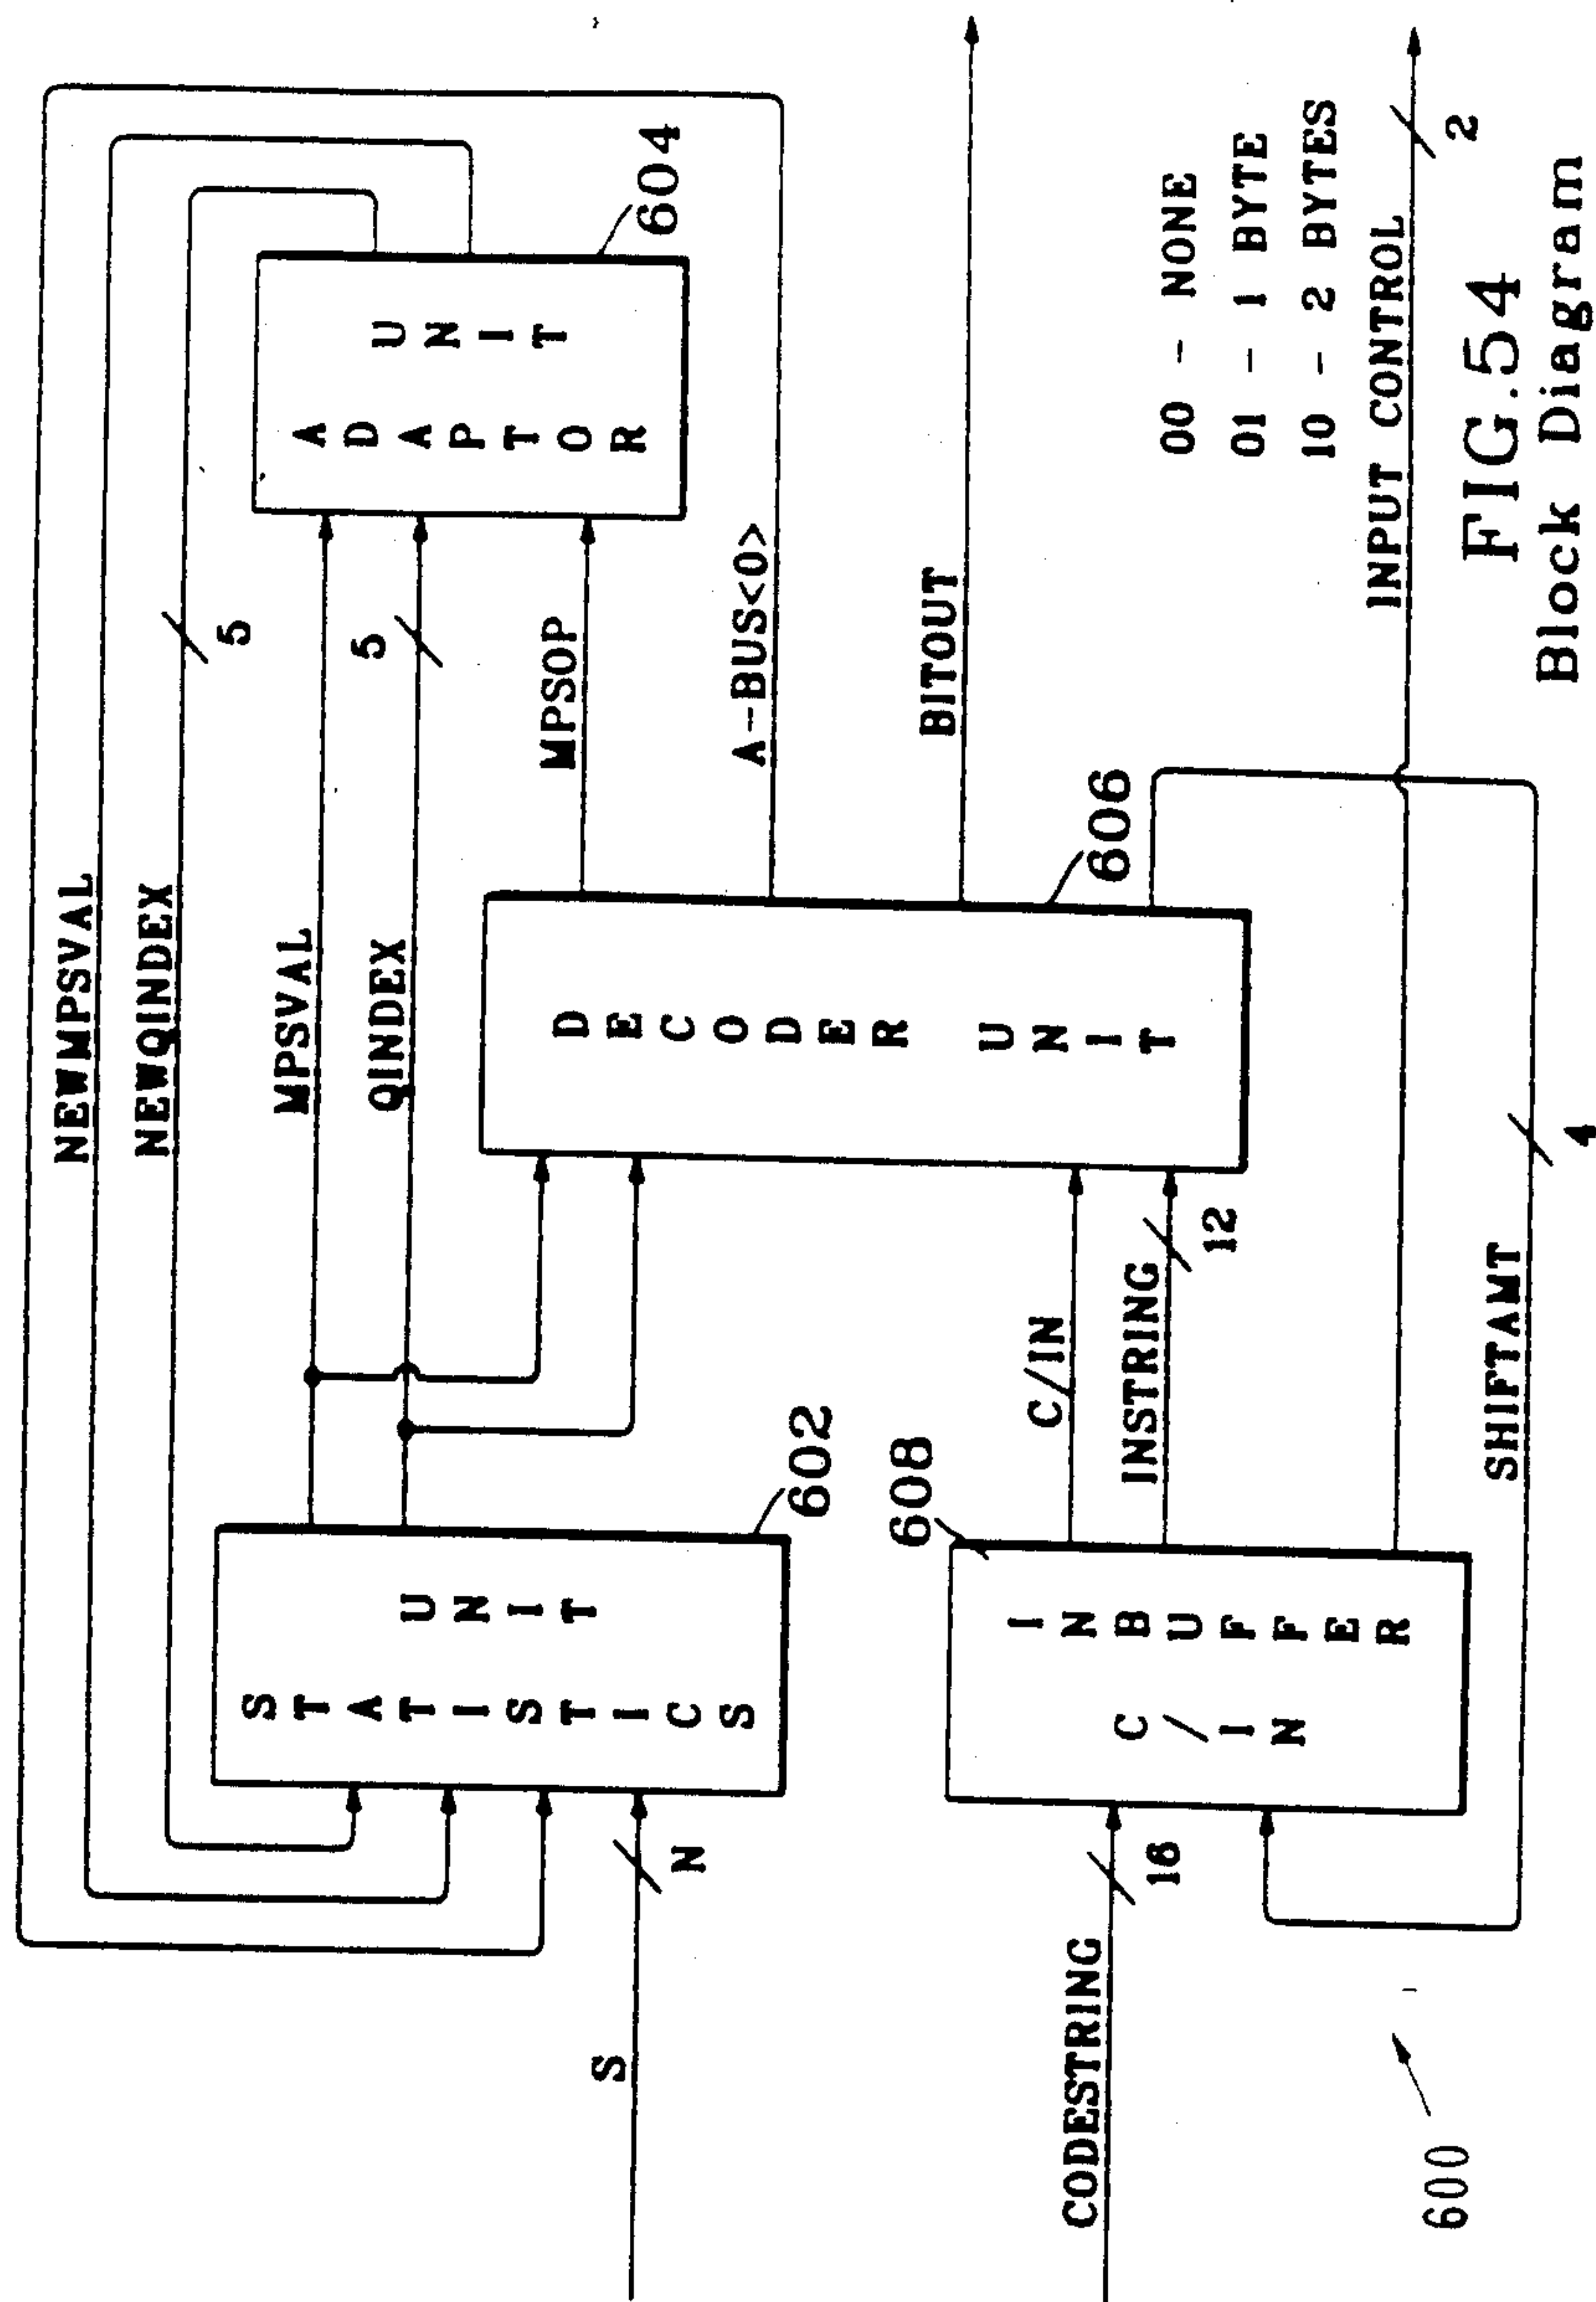 NEWMPSVAL
NEWQINDEX
5
MPSVAL
QINDEX
5
MPSOP
A--BUS<0>
BITOUT
STATISTICS UNIT
602
ADAPTOR UNIT
604
DECODER UNIT
606
S
N
CODESTRING
16
C/IN INBUFFER
608
C/IN
INSTRING
12
SHIFTAMT
4
00 - NONE
01 - 1 BYTE
10 - 2 BYTES
INPUT CONTROL
2
600
FIG.54
Block Diagram